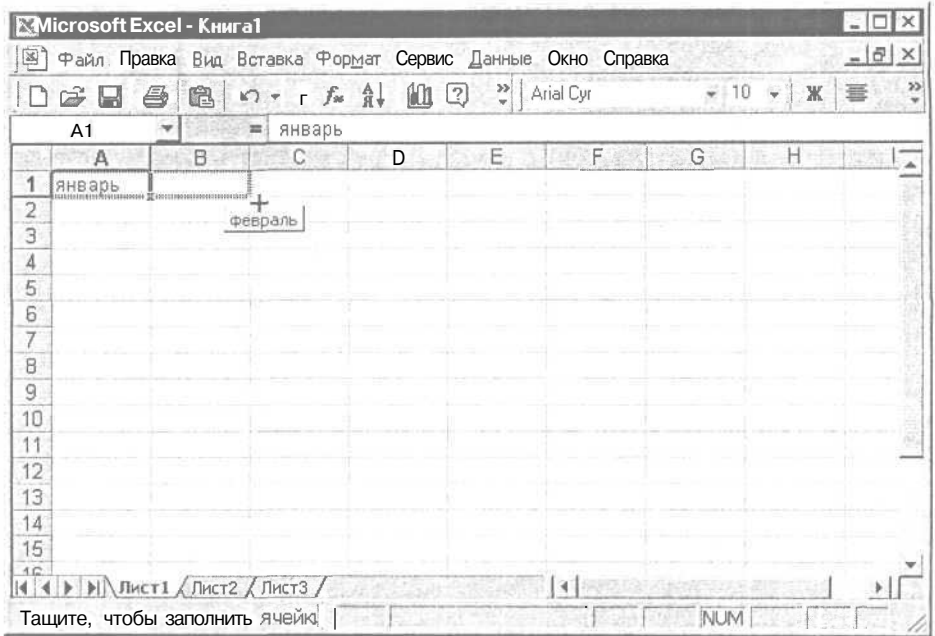 Microsoft Excel - Книга1
Файл Правка Вид Вставка Формат Сервис Данные Окно Справка
Arial Cyr 10 Ж
A1 = январь
A B C D E F G H I
1 январь
2 февраль
3
4
5
6
7
8
9
10
11
12
13
14
15
16
Лист1 Лист2 Лист3
Тащите, чтобы заполнить ячейки NUM